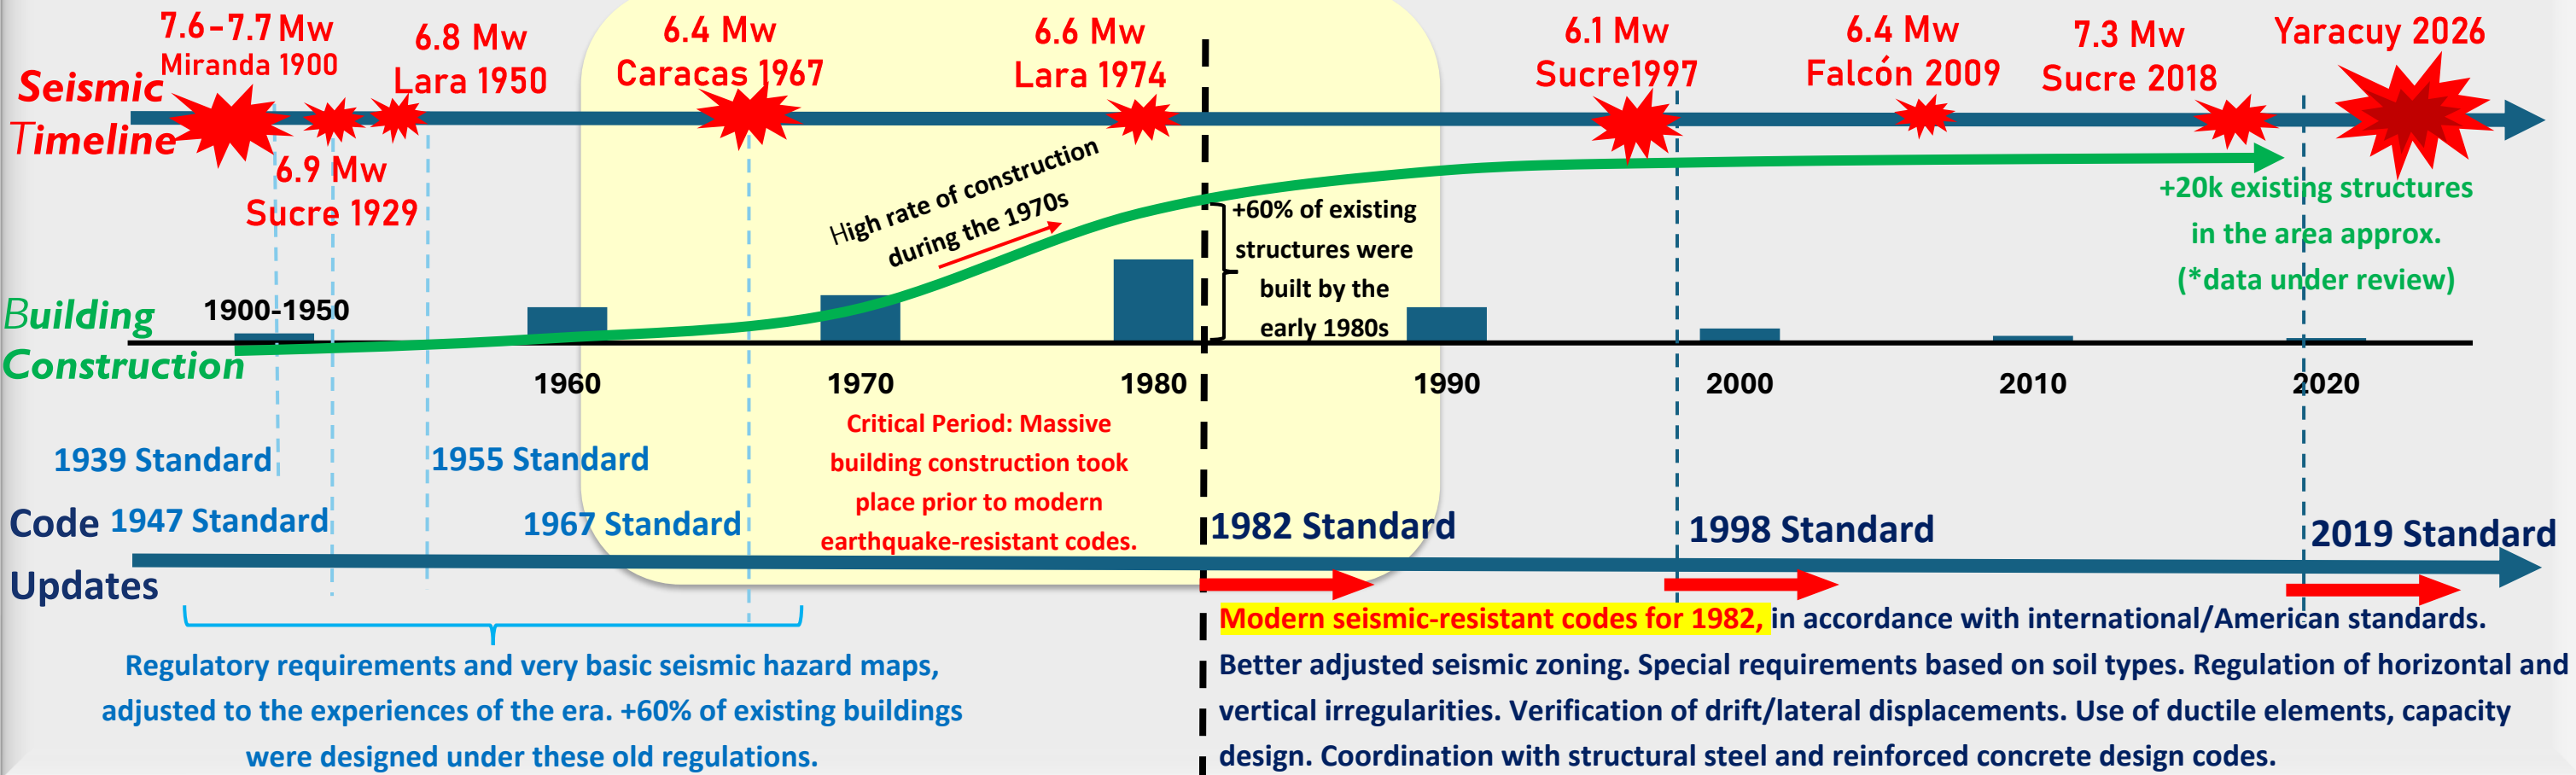 7.6-7.7 Mw
Miranda 1900
6.8 Mw
Lara 1950
6.4 Mw
Caracas 1967
6.6 Mw
Lara 1974
6.1 Mw
Sucre1997
6.4 Mw
Falcón 2009
7.3 Mw
Sucre 2018
Yaracuy 2026
Seismic
Timeline
6.9 Mw
Sucre 1929
High rate of construction
during the 1970s
+60% of existing
structures were
built by the
early 1980s
+20k existing structures
in the area approx.
(*data under review)
Building
Construction
1900-1950
1960
1970
1980
1990
2000
2010
2020
Critical Period: Massive
building construction took
place prior to modern
earthquake-resistant codes.
Code
Updates
1939 Standard
1947 Standard
1955 Standard
1967 Standard
1982 Standard
1998 Standard
2019 Standard
Regulatory requirements and very basic seismic hazard maps,
adjusted to the experiences of the era. +60% of existing buildings
were designed under these old regulations.
Modern seismic-resistant codes for 1982, in accordance with international/American standards.
Better adjusted seismic zoning. Special requirements based on soil types. Regulation of horizontal and
vertical irregularities. Verification of drift/lateral displacements. Use of ductile elements, capacity
design. Coordination with structural steel and reinforced concrete design codes.